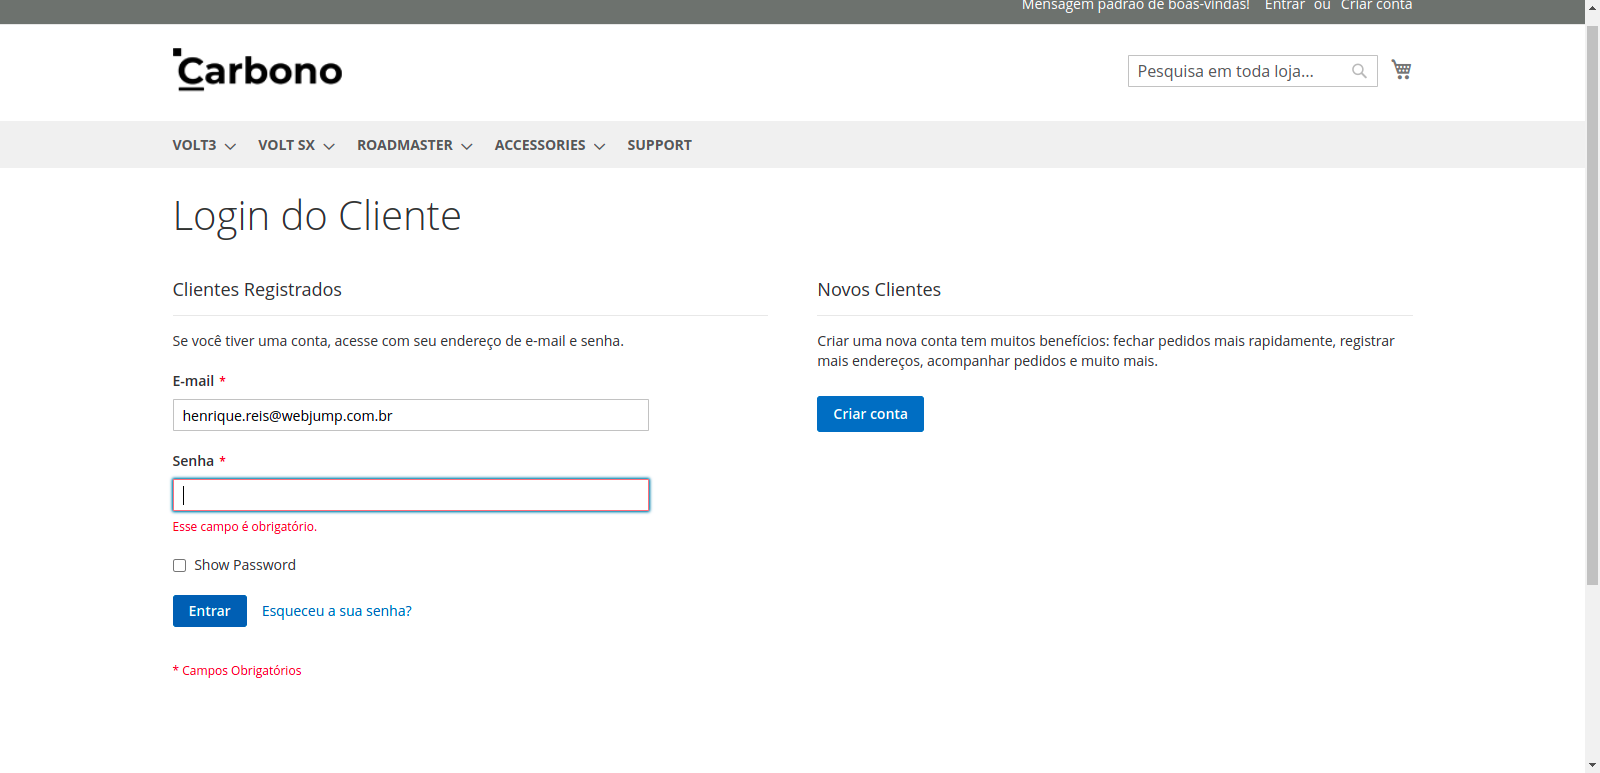 Mensagem padrão de boas-vindas! Entrar ou Criar conta
Carbono
Pesquisa em toda loja...
VOLT3 VOLT SX ROADMASTER ACCESSORIES SUPPORT
Login do Cliente
Clientes Registrados
Se você tiver uma conta, acesse com seu endereço de e-mail e senha.
E-mail *
henrique.reis@webjump.com.br
Senha *
Esse campo é obrigatório.
Show Password
Entrar Esqueceu a sua senha?
* Campos Obrigatórios
Novos Clientes
Criar uma nova conta tem muitos benefícios: fechar pedidos mais rapidamente, registrar
mais endereços, acompanhar pedidos e muito mais.
Criar conta